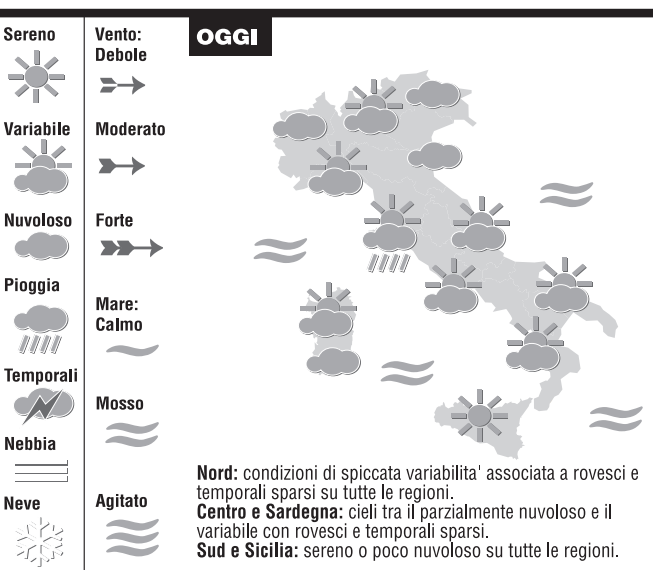 Sereno
Variabile
Nuvoloso
Pioggia
Temporali
Nebbia
Neve
Vento:
Debole
Moderato
Forte
Mare:
Calmo
Mosso
Agitato
OGGI
Nord: condizioni di spiccata variabilita' associata a rovesci e
temporali sparsi su tutte le regioni.
Centro e Sardegna: cieli tra il parzialmente nuvoloso e il
variabile con rovesci e temporali sparsi.
Sud e Sicilia: sereno o poco nuvoloso su tutte le regioni.